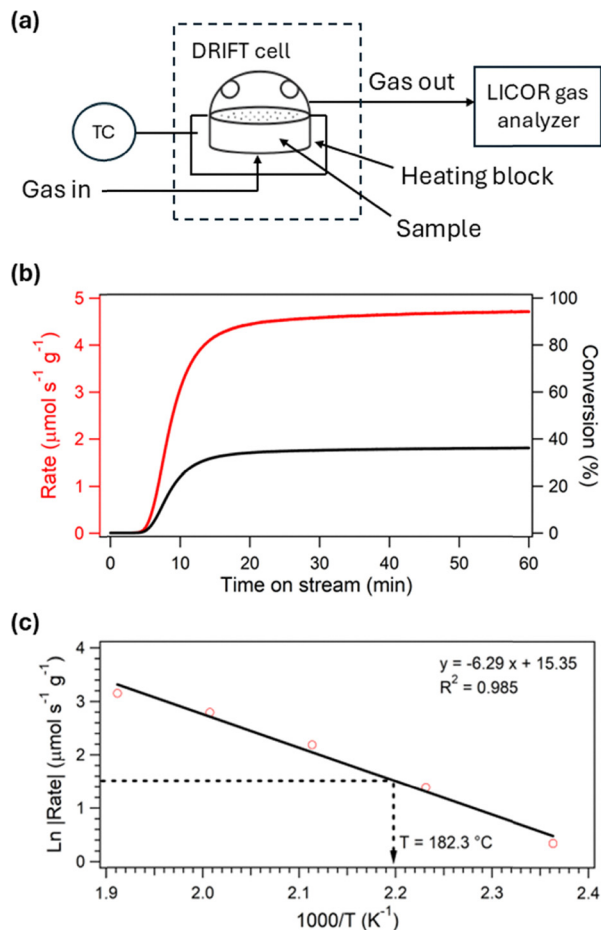 (a)
DRIFT cell
Gas out
LICOR gas
analyzer
TC
Heating block
Gas in
Sample
(b)
5
4
3
2
1
0
Rate (μmol s⁻¹ g⁻¹)
100
80
60
40
20
0
Conversion (%)
0 10 20 30 40 50 60
Time on stream (min)
(c)
4
3
2
1
0
Ln |Rate| (μmol s⁻¹ g⁻¹)
y = -6.29 x + 15.35
R² = 0.985
T = 182.3 °C
1.9 2.0 2.1 2.2 2.3 2.4
1000/T (K⁻¹)